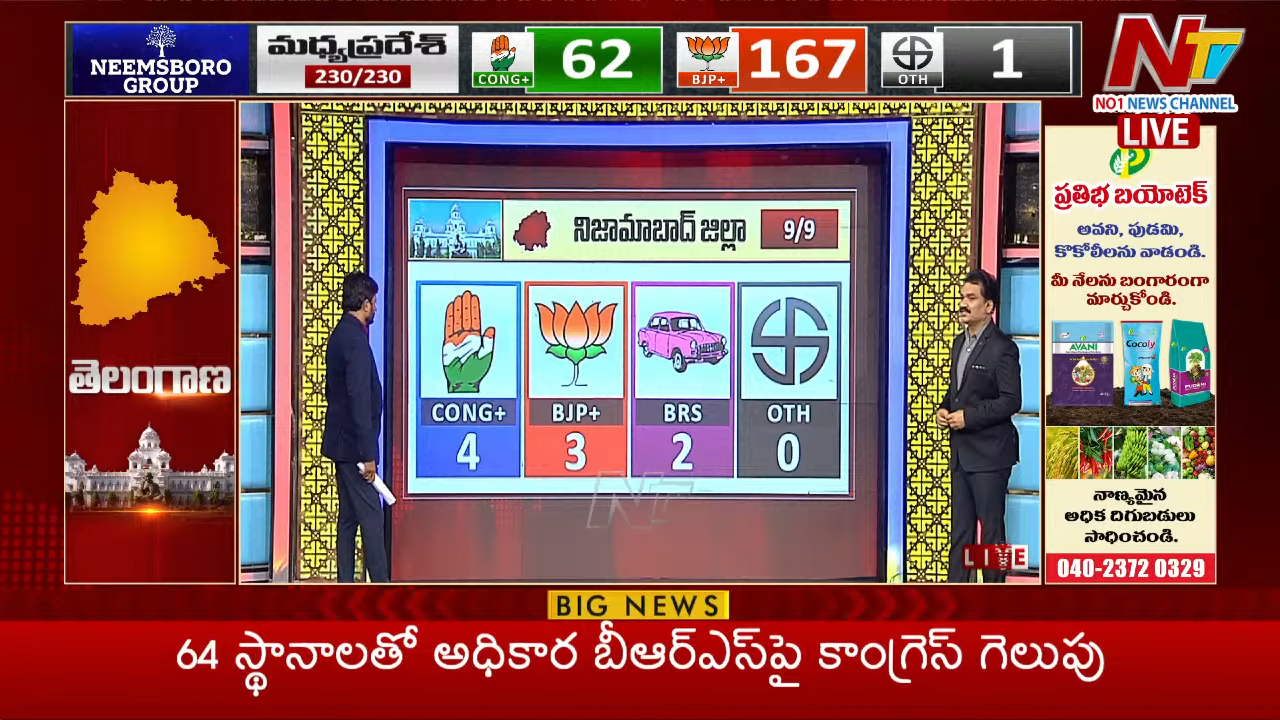 NEEMSBORO
GROUP
మధ్యప్రదేశ్
230/230
CONG+
62
BJP+
167
OTH
1
NTV
NO1 NEWS CHANNEL
LIVE
తెలంగాణ
నిజామాబాద్ జిల్లా
9/9
CONG+
4
BJP+
3
BRS
2
OTH
0
NTV
LIVE
ప్రతిభ బయోటెక్
అవని, పుడమి,
కొకోలీలను వాడండి.
మీ నేలను బంగారంగా
మార్చుకోండి.
AVANI
Cocoly
PUDAMI
నాణ్యమైన
అధిక దిగుబడులు
సాధించండి.
040-2372 0329
BIG NEWS
64 స్థానాలతో అధికార బీఆర్ఎస్‌పై కాంగ్రెస్ గెలుపు